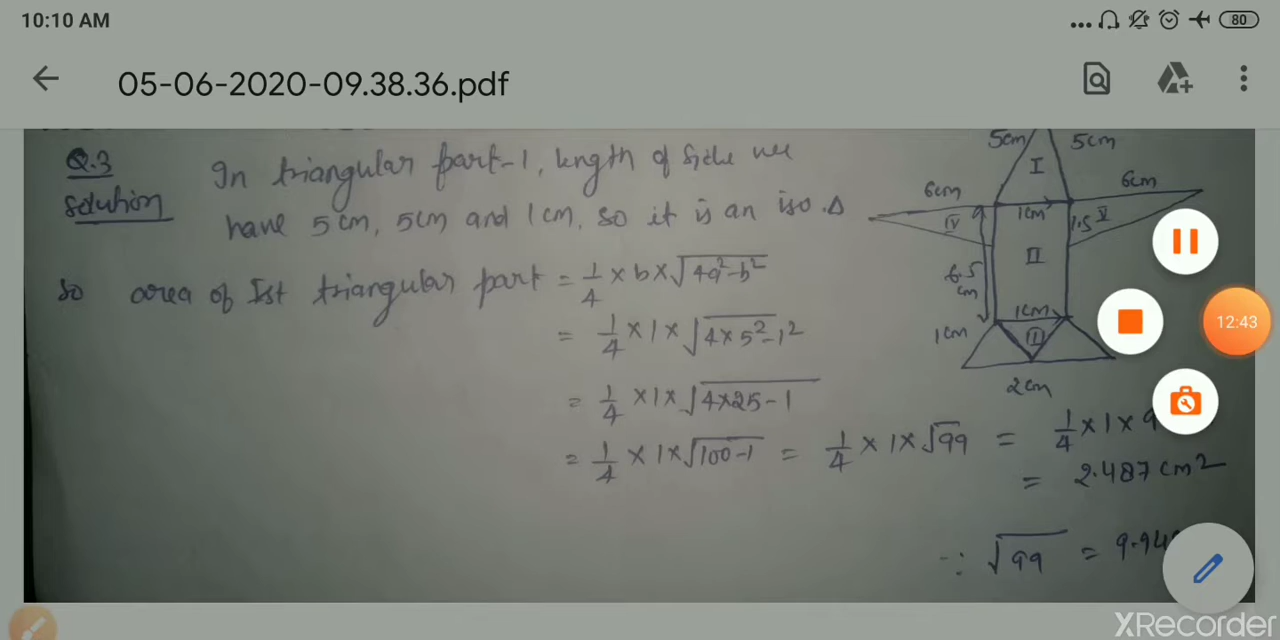 10:10 AM
80
05-06-2020-09.38.36.pdf
Q.3 In triangular part-1, length of side we
Solution have 5cm, 5cm and 1cm, so it is an iso. Δ
So area of Ist triangular part = 1/4 × b × √4a²-b²
= 1/4 × 1 × √4×5²-1²
= 1/4 × 1 × √4×25-1
= 1/4 × 1 × √100-1 = 1/4 × 1 × √99 = 1/4 × 1 × 9
= 2.487 cm²
∵ √99 = 9.94
5cm 5cm
I
6cm 6cm
1cm
IV 1.5 V
II
6.5
cm
1cm
1cm III
2cm
12:43
XRecorder